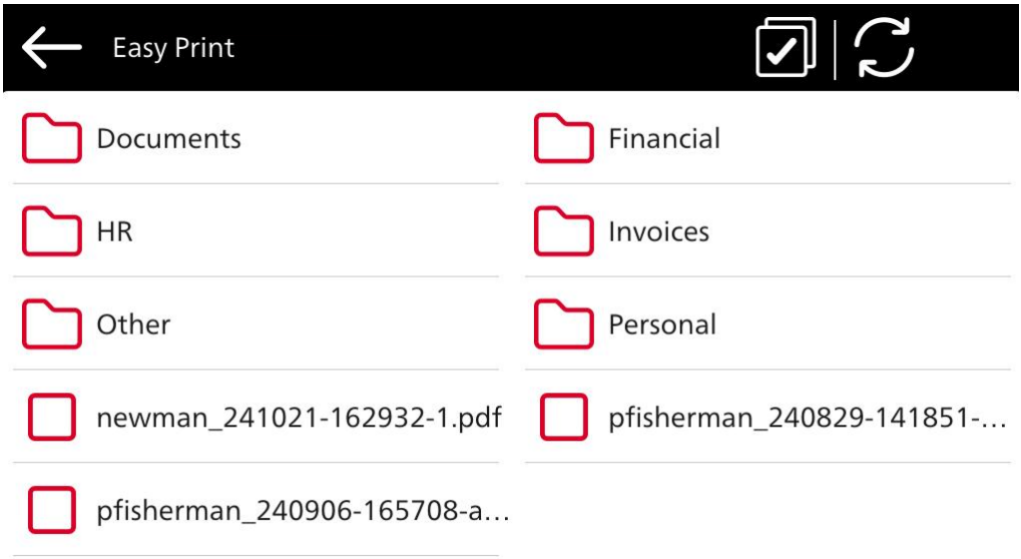 Easy Print
Documents
Financial
HR
Invoices
Other
Personal
newman_241021-162932-1.pdf
pfisherman_240829-141851-...
pfisherman_240906-165708-a...